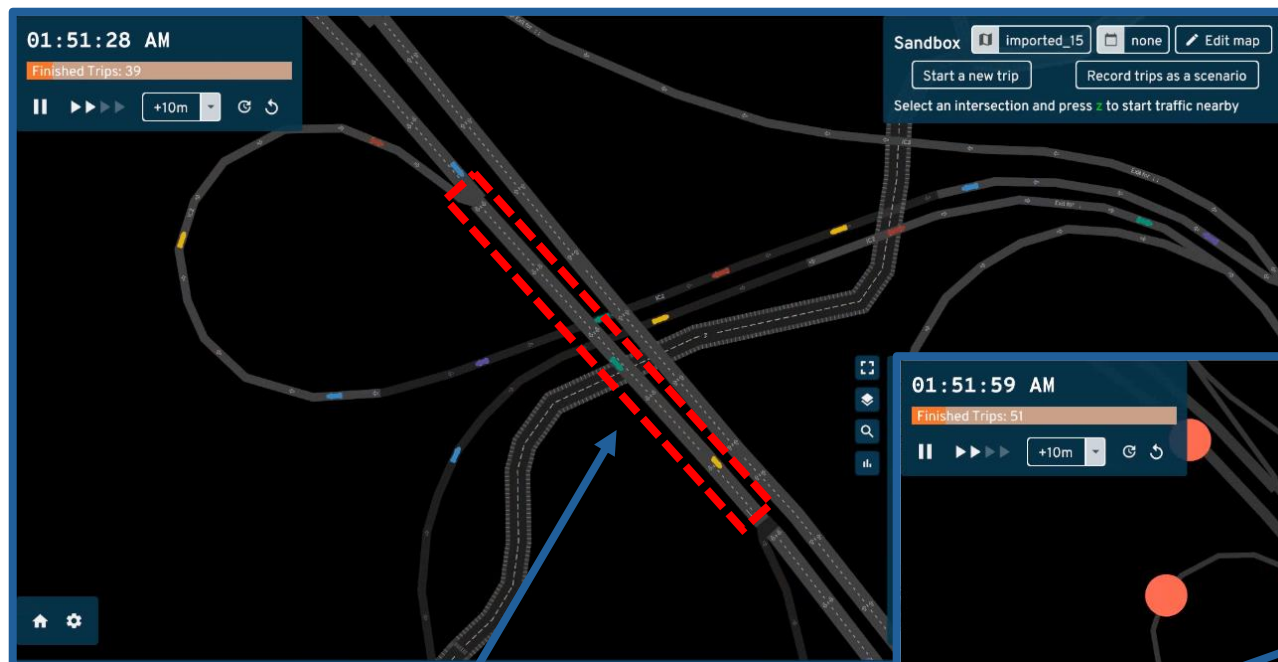 01:51:28 AM
Finished Trips: 39
+10m
Sandbox
imported_15
none
Edit map
Start a new trip
Record trips as a scenario
Select an intersection and press z to start traffic nearby
IC2
01:51:59 AM
Finished Trips: 51
+10m